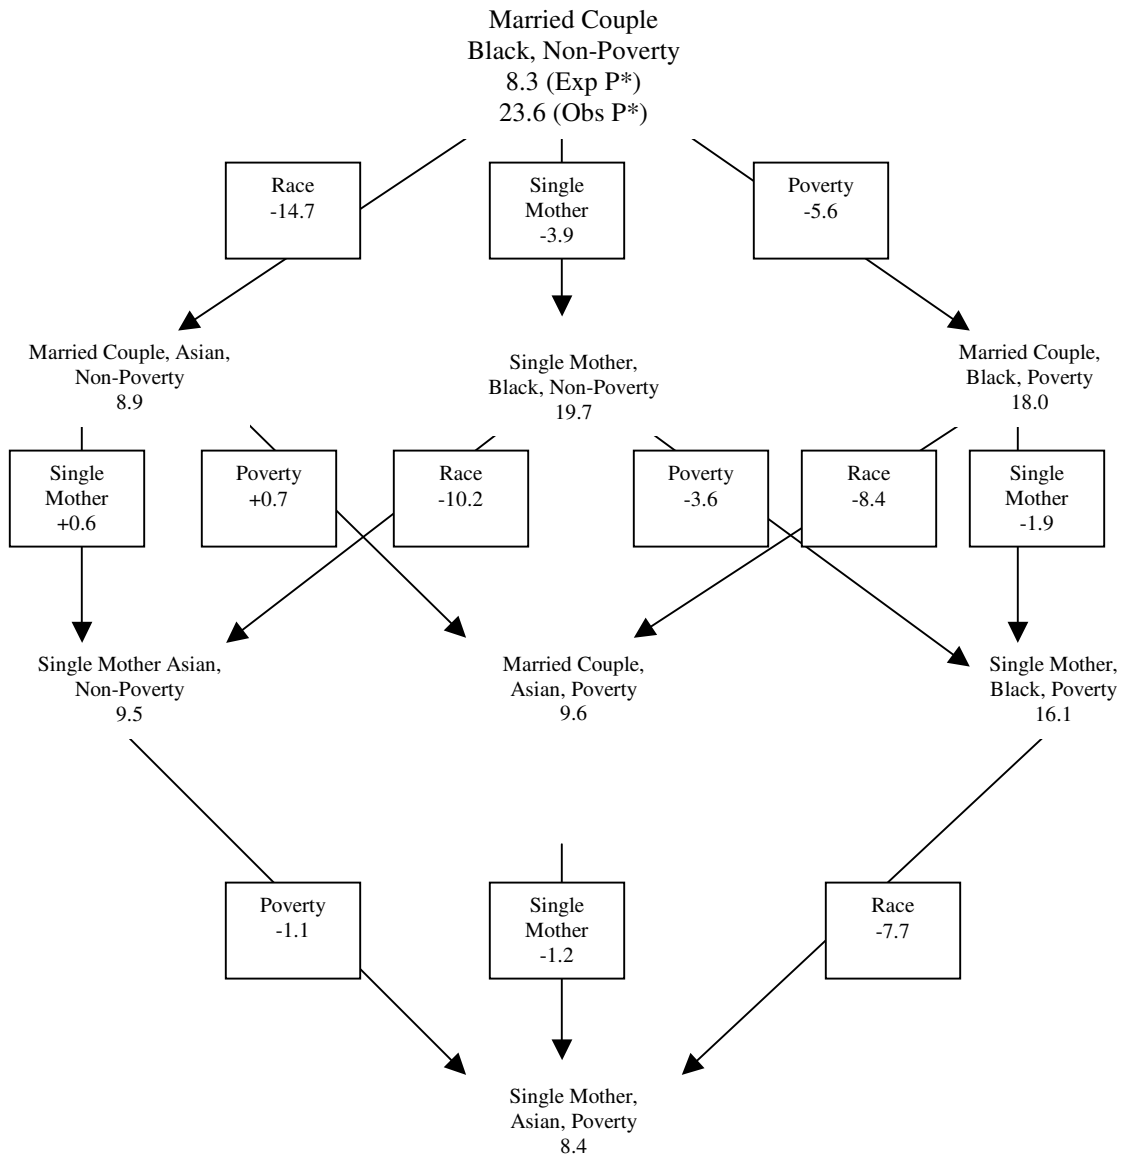 Married Couple
Black, Non-Poverty
8.3 (Exp P*)
23.6 (Obs P*)
Race
-14.7
Single
Mother
-3.9
Poverty
-5.6
Married Couple, Asian,
Non-Poverty
8.9
Single Mother,
Black, Non-Poverty
19.7
Married Couple,
Black, Poverty
18.0
Single
Mother
+0.6
Poverty
+0.7
Race
-10.2
Poverty
-3.6
Race
-8.4
Single
Mother
-1.9
Single Mother Asian,
Non-Poverty
9.5
Married Couple,
Asian, Poverty
9.6
Single Mother,
Black, Poverty
16.1
Poverty
-1.1
Single
Mother
-1.2
Race
-7.7
Single Mother,
Asian, Poverty
8.4